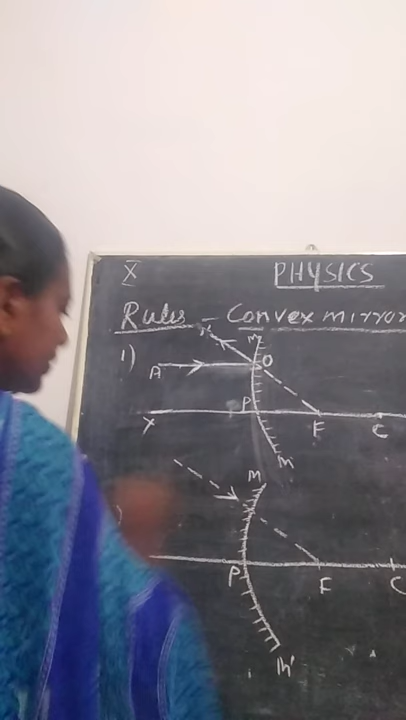 X PHYSICS
Rules - Convex mirror
1)
M
A O
X P F C
M
M
P F C
M'